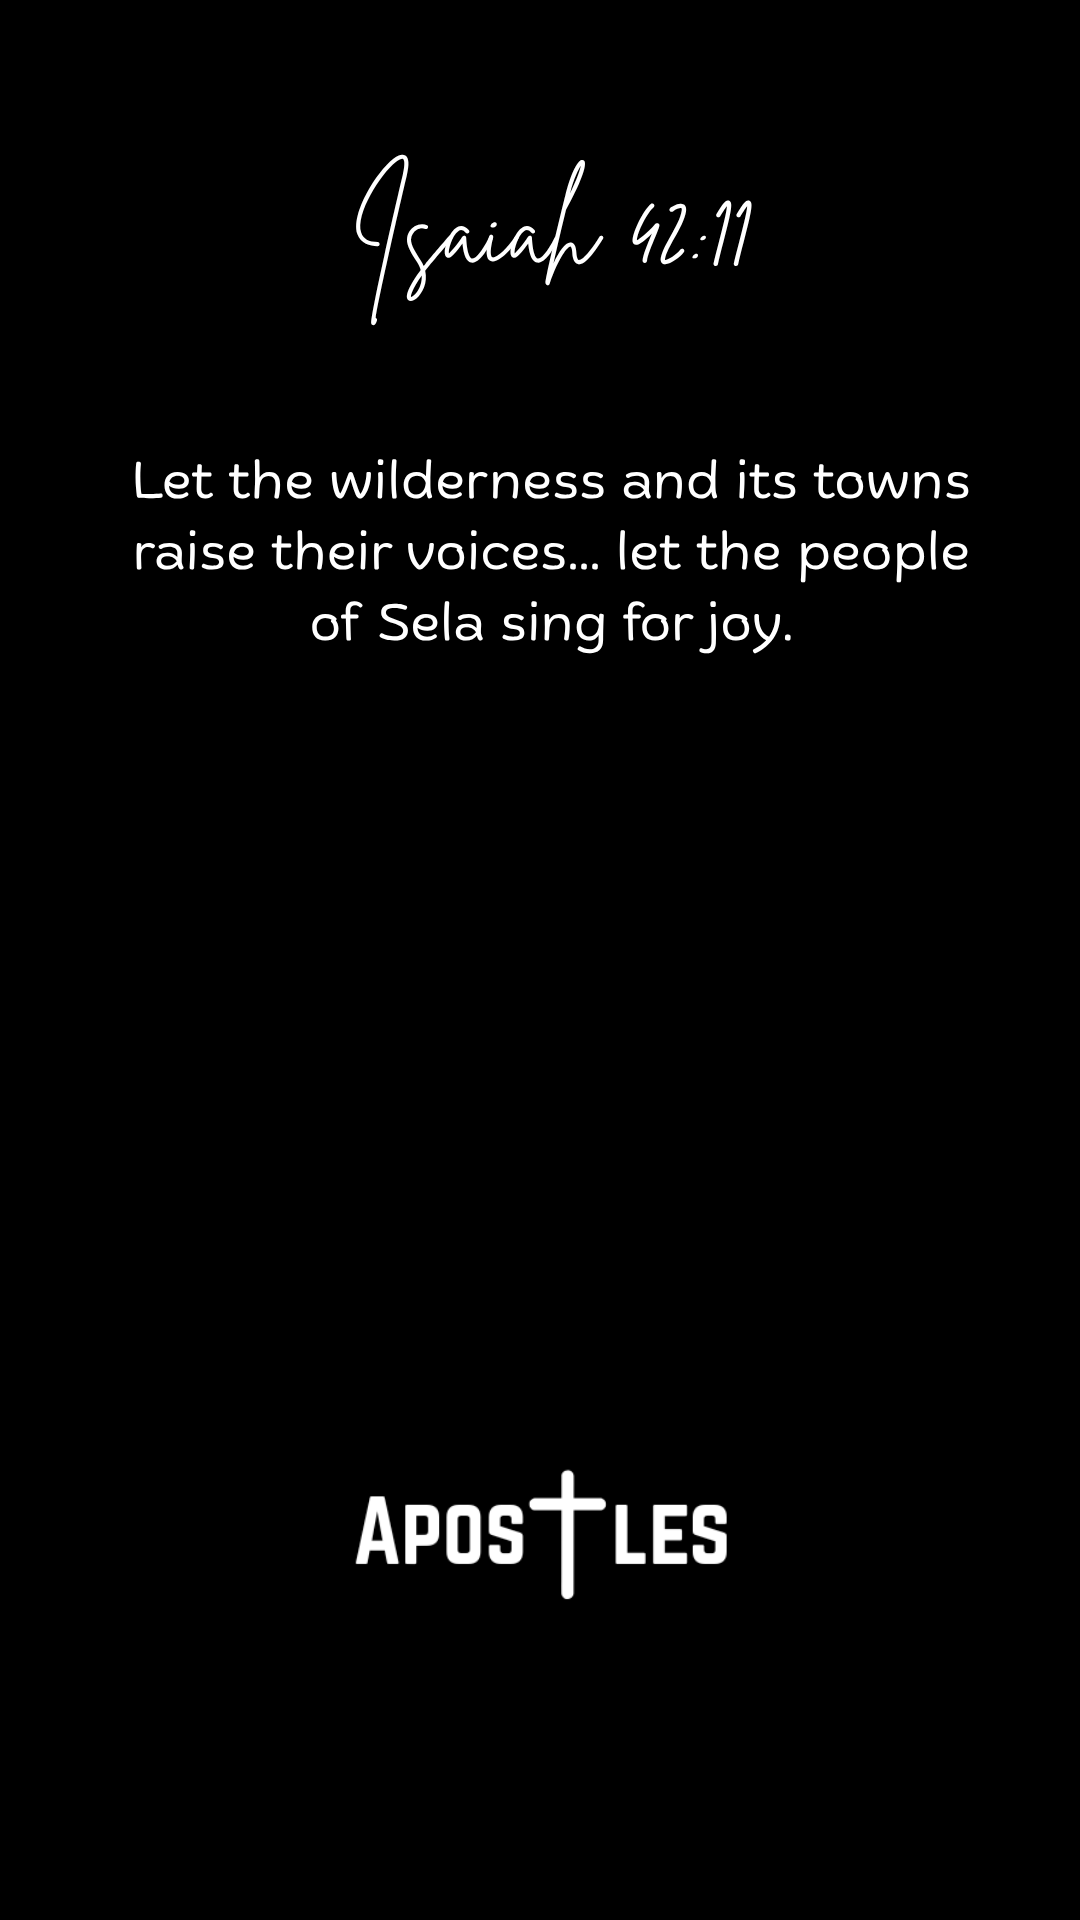 Isaiah 42:11
Let the wilderness and its towns
raise their voices... let the people
of Sela sing for joy.
APOSTLES